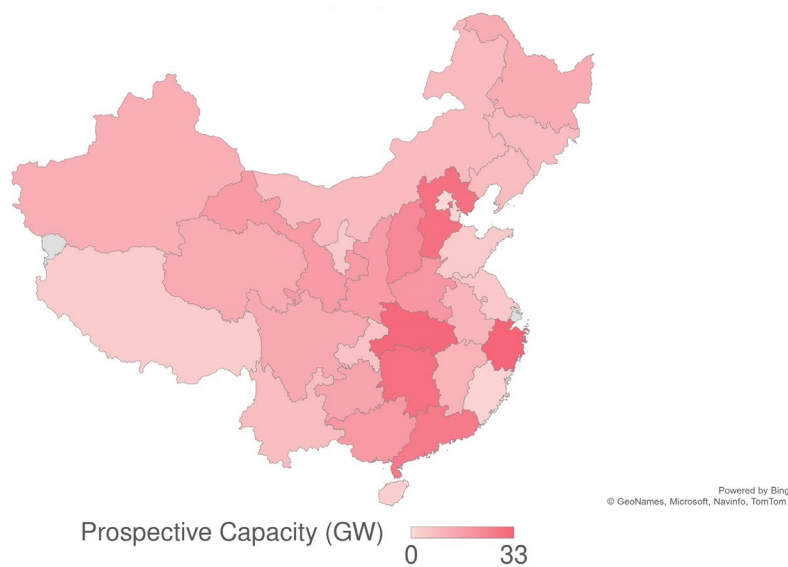 Powered by Bing
© GeoNames, Microsoft, Navinfo, TomTom
Prospective Capacity (GW)
0 33